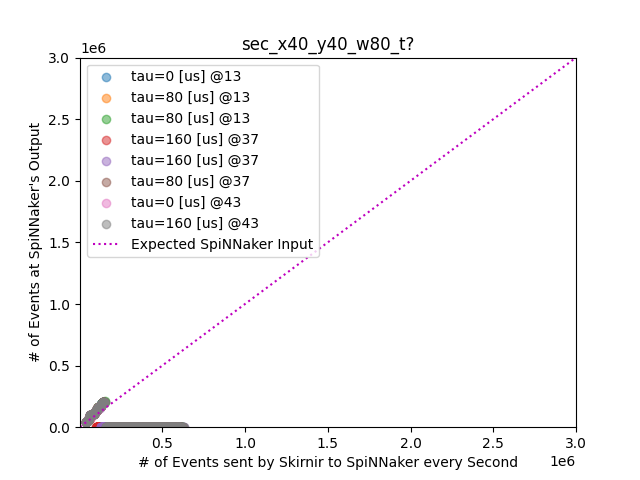 sec_x40_y40_w80_t?
1e6
3.0
2.5
2.0
1.5
1.0
0.5
0.0
# of Events at SpiNNaker's Output
tau=0 [us] @13
tau=80 [us] @13
tau=80 [us] @13
tau=160 [us] @37
tau=160 [us] @37
tau=80 [us] @37
tau=0 [us] @43
tau=160 [us] @43
Expected SpiNNaker Input
0.5 1.0 1.5 2.0 2.5 3.0
# of Events sent by Skirnir to SpiNNaker every Second
1e6